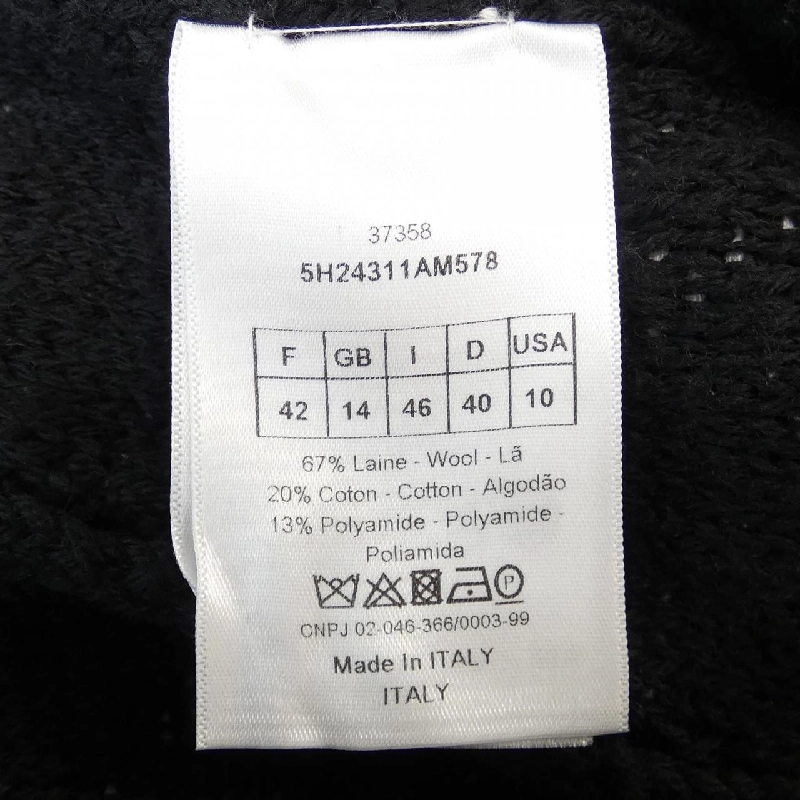 37358
5H24311AM578
F GB I D USA
42 14 46 40 10
67% Laine - Wool - Lã
20% Coton - Cotton - Algodão
13% Polyamide - Polyamide -
Poliamida
P
CNPJ 02-046-366/0003-99
Made In ITALY
ITALY